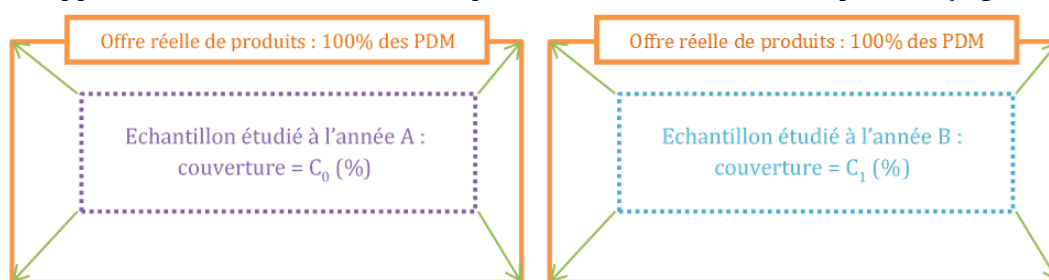 Offre réelle de produits : 100% des PDM
Echantillon étudié à l'année A :
couverture = C₀ (%)
Offre réelle de produits : 100% des PDM
Echantillon étudié à l'année B :
couverture = C₁ (%)